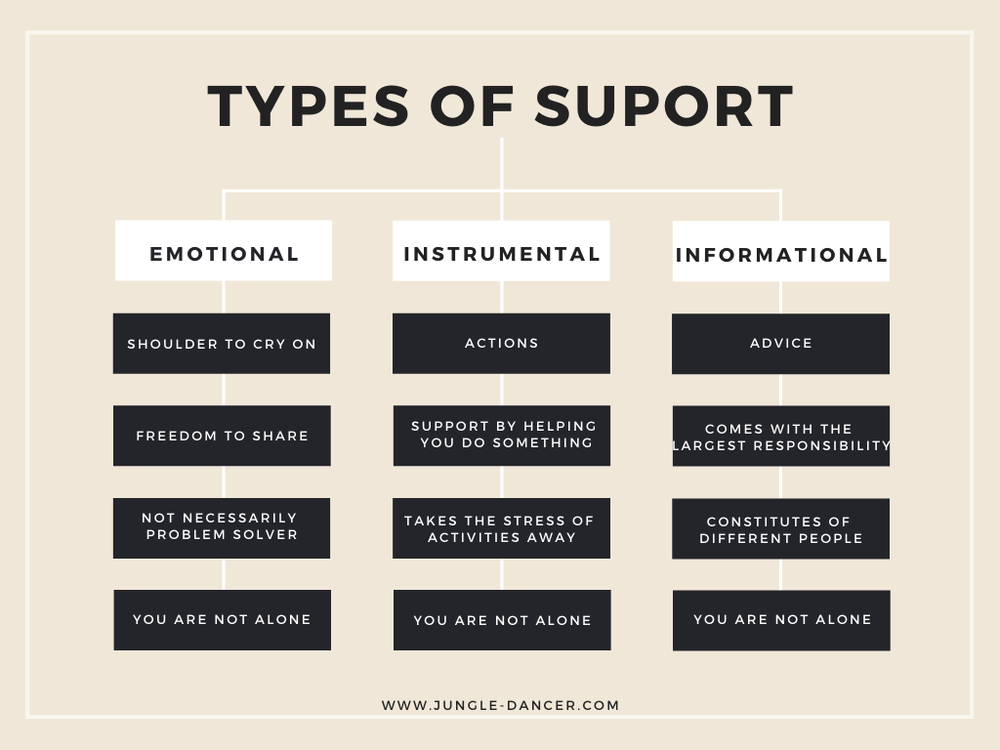 TYPES OF SUPORT
EMOTIONAL
SHOULDER TO CRY ON
FREEDOM TO SHARE
NOT NECESSARILY
PROBLEM SOLVER
YOU ARE NOT ALONE
INSTRUMENTAL
ACTIONS
SUPPORT BY HELPING
YOU DO SOMETHING
TAKES THE STRESS OF
ACTIVITIES AWAY
YOU ARE NOT ALONE
INFORMATIONAL
ADVICE
COMES WITH THE
LARGEST RESPONSIBILITY
CONSTITUTES OF
DIFFERENT PEOPLE
YOU ARE NOT ALONE
WWW.JUNGLE-DANCER.COM